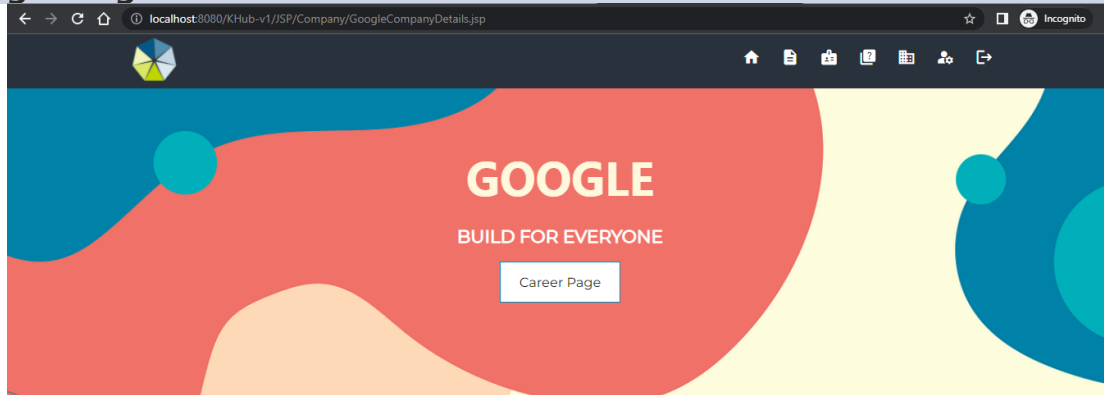 localhost:8080/KHub-v1/JSP/Company/GoogleCompanyDetails.jsp
Incognito
GOOGLE
BUILD FOR EVERYONE
Career Page